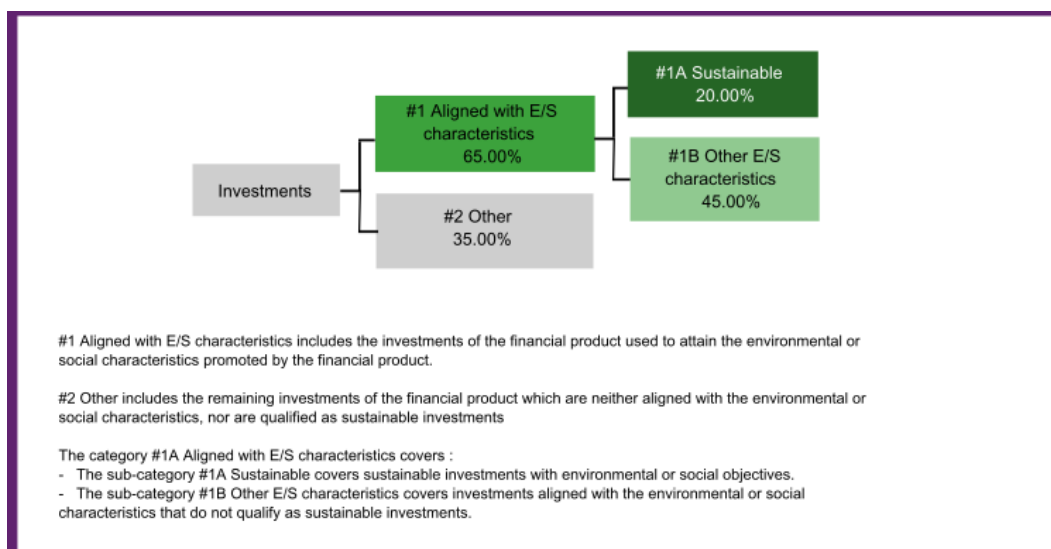 #1A Sustainable
20.00%
#1 Aligned with E/S
characteristics
65.00%
#1B Other E/S
characteristics
45.00%
Investments
#2 Other
35.00%
#1 Aligned with E/S characteristics includes the investments of the financial product used to attain the environmental or
social characteristics promoted by the financial product.
#2 Other includes the remaining investments of the financial product which are neither aligned with the environmental or
social characteristics, nor are qualified as sustainable investments
The category #1A Aligned with E/S characteristics covers :
- The sub-category #1A Sustainable covers sustainable investments with environmental or social objectives.
- The sub-category #1B Other E/S characteristics covers investments aligned with the environmental or social
characteristics that do not qualify as sustainable investments.